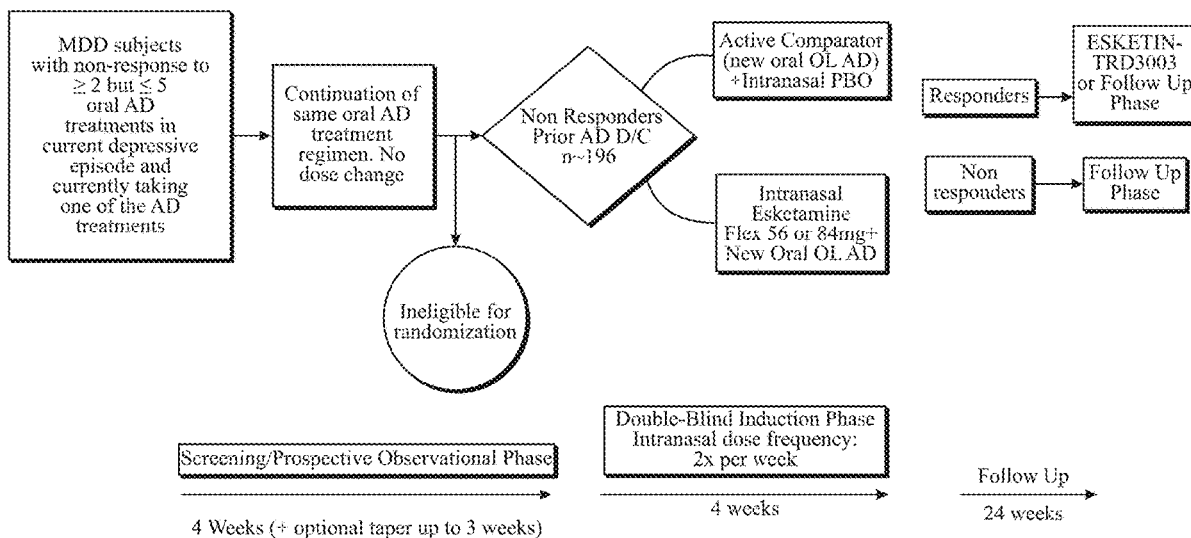 MDD subjects
with non-response to
≥ 2 but ≤ 5
oral AD
treatments in
current depressive
episode and
currently taking
one of the AD
treatments
Continuation of
same oral AD
treatment
regimen. No
dose change
Ineligible for
randomization
Non Responders
Prior AD D/C
n~196
Active Comparator
(new oral OL AD)
+Intranasal PBO
Intranasal
Esketamine
Flex 56 or 84mg+
New Oral OL AD
Responders
ESKETIN-
TRD3003
or Follow Up
Phase
Non
responders
Follow Up
Phase
Screening/Prospective Observational Phase
4 Weeks (+ optional taper up to 3 weeks)
Double-Blind Induction Phase
Intranasal dose frequency:
2x per week
4 weeks
Follow Up
24 weeks